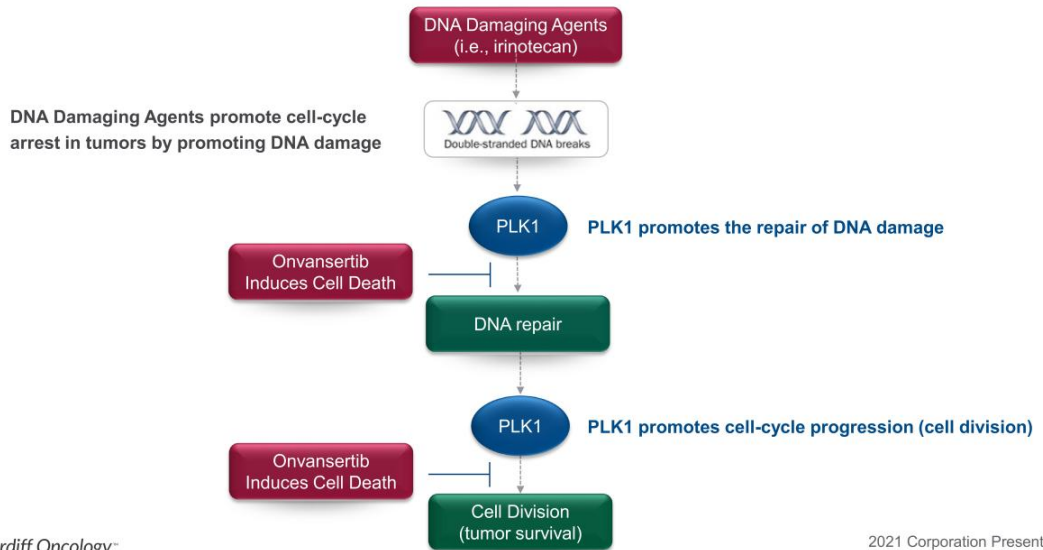 DNA Damaging Agents
(i.e., irinotecan)
DNA Damaging Agents promote cell-cycle
arrest in tumors by promoting DNA damage
Double-stranded DNA breaks
PLK1
PLK1 promotes the repair of DNA damage
Onvansertib
Induces Cell Death
DNA repair
PLK1
PLK1 promotes cell-cycle progression (cell division)
Onvansertib
Induces Cell Death
Cell Division
(tumor survival)
rdiff Oncology™
2021 Corporation Present